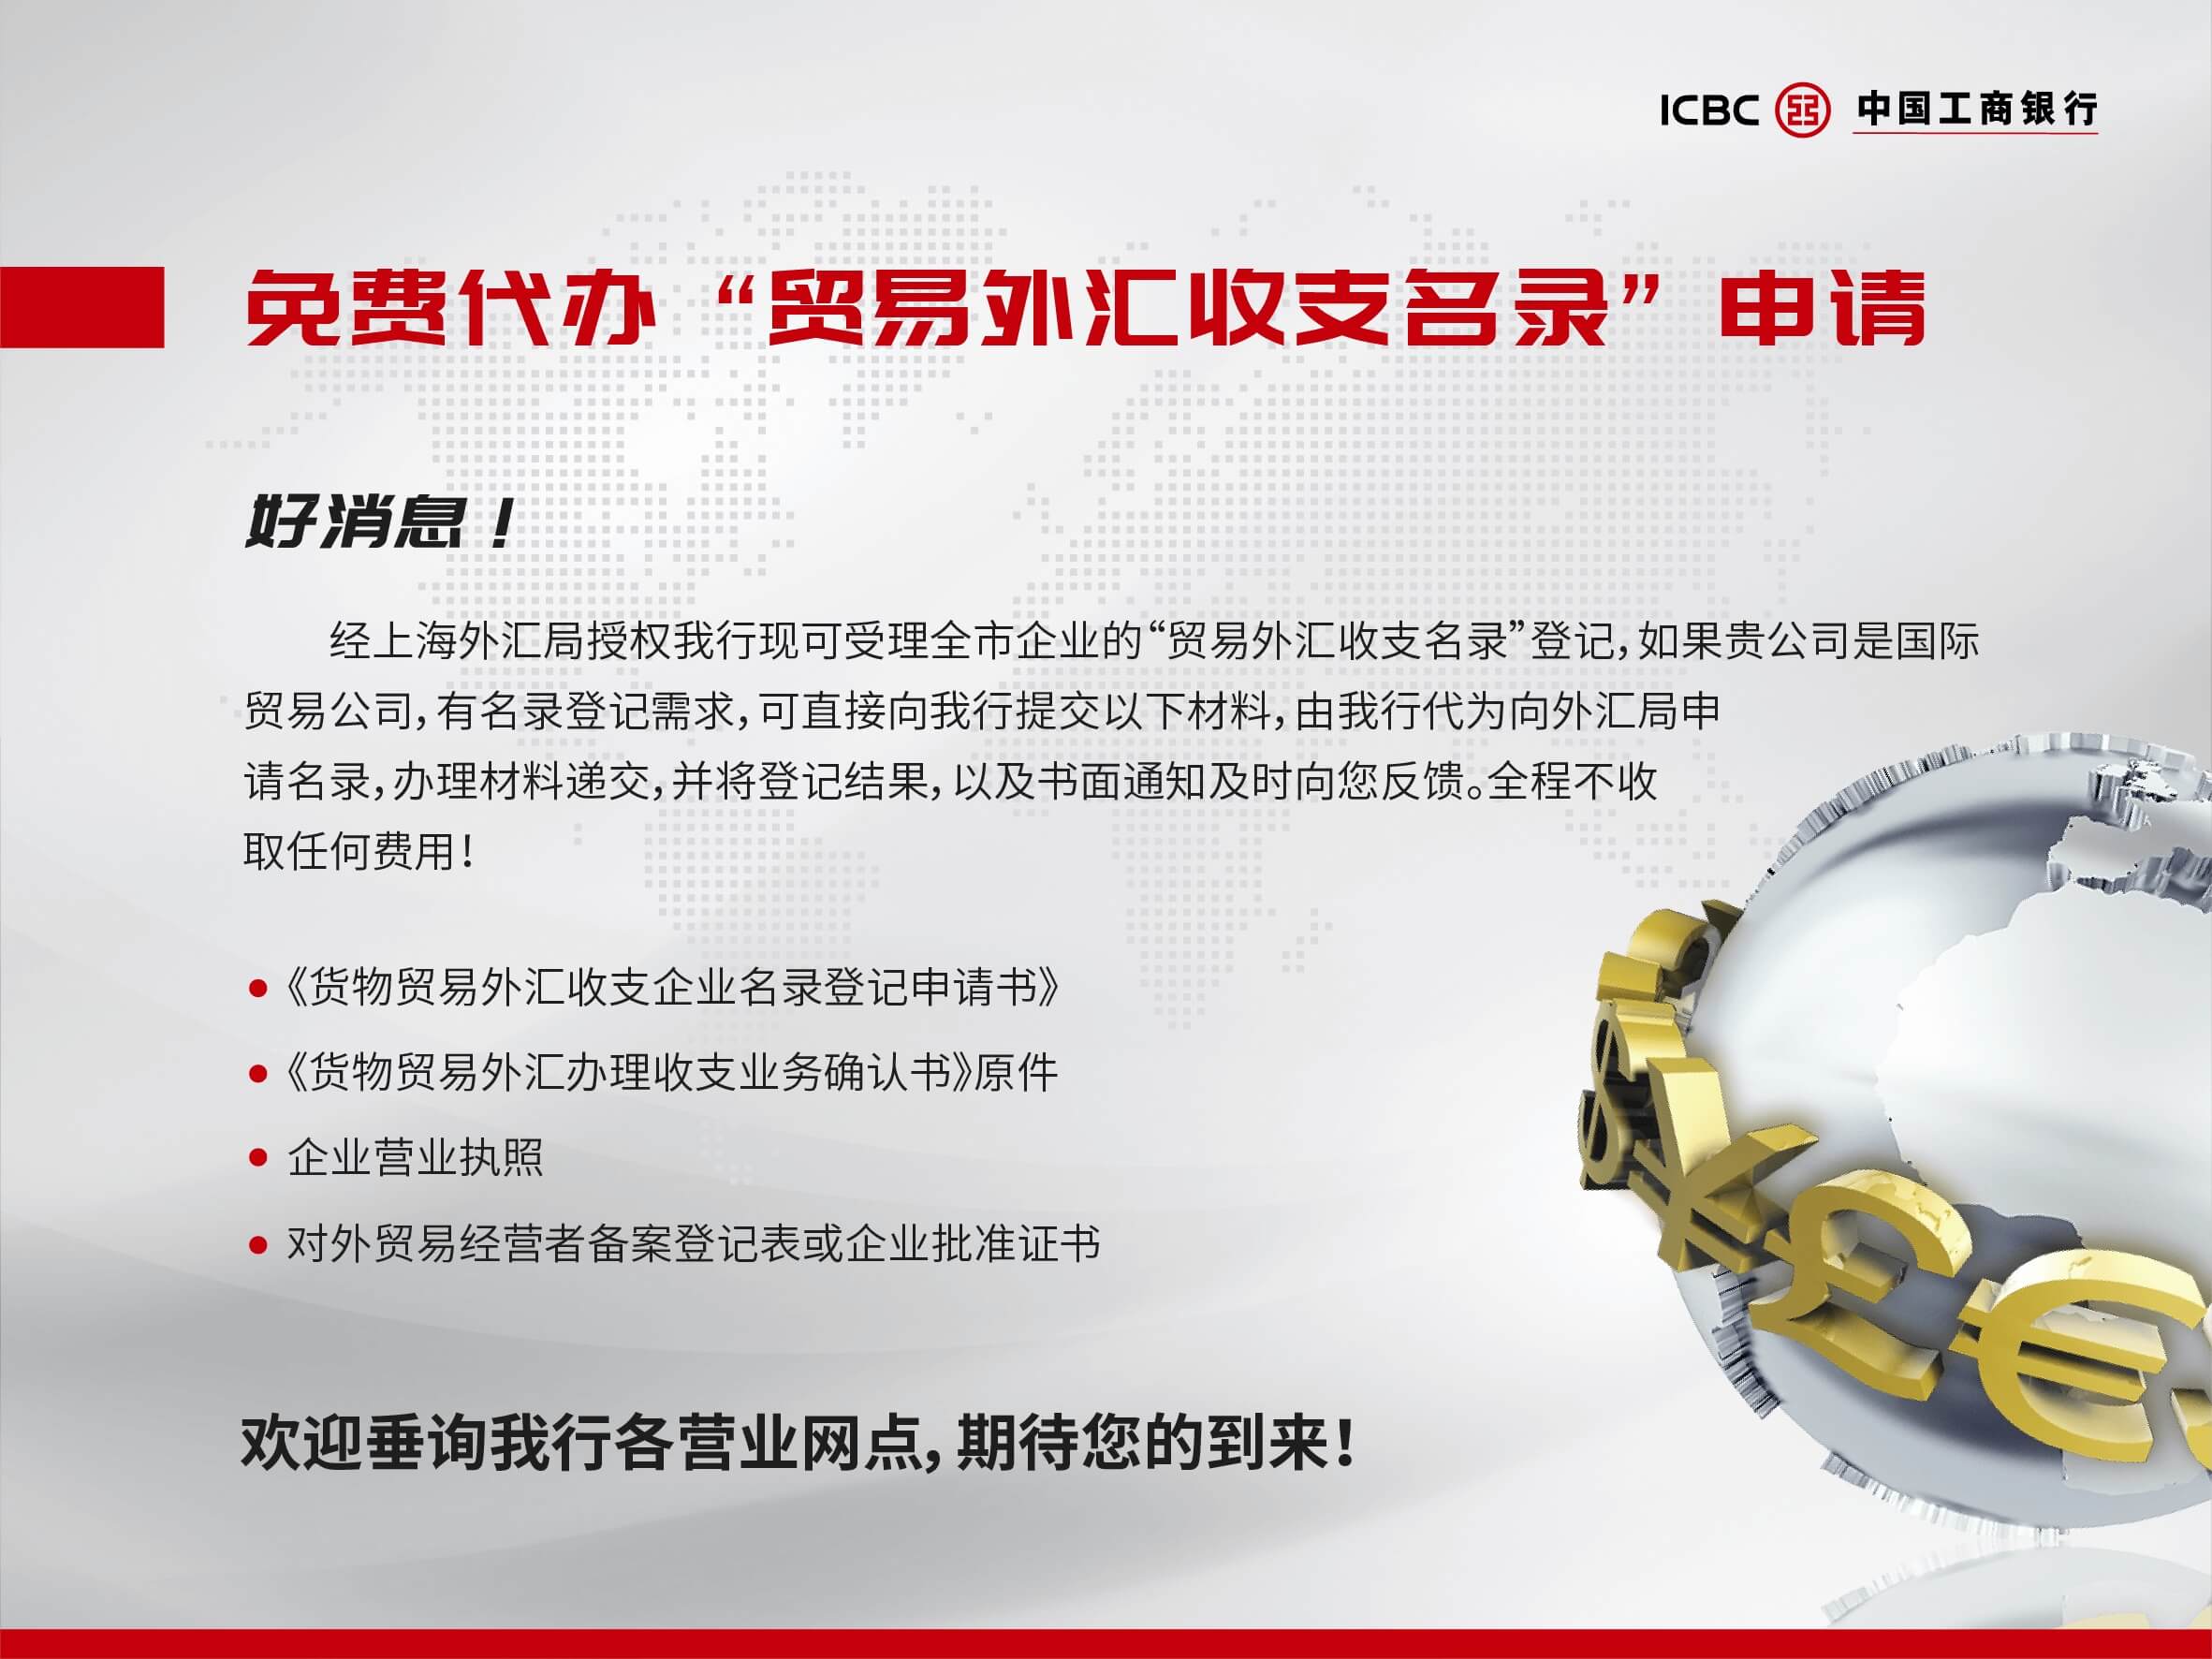 ICBC 中国工商银行
免费代办“贸易外汇收支名录”申请
好消息！
经上海外汇局授权我行现可受理全市企业的“贸易外汇收支名录”登记，如果贵公司是国际
贸易公司，有名录登记需求，可直接向我行提交以下材料，由我行代为向外汇局申
请名录，办理材料递交，并将登记结果，以及书面通知及时向您反馈。全程不收
取任何费用！
●《货物贸易外汇收支企业名录登记申请书》
●《货物贸易外汇办理收支业务确认书》原件
● 企业营业执照
● 对外贸易经营者备案登记表或企业批准证书
欢迎垂询我行各营业网点，期待您的到来！